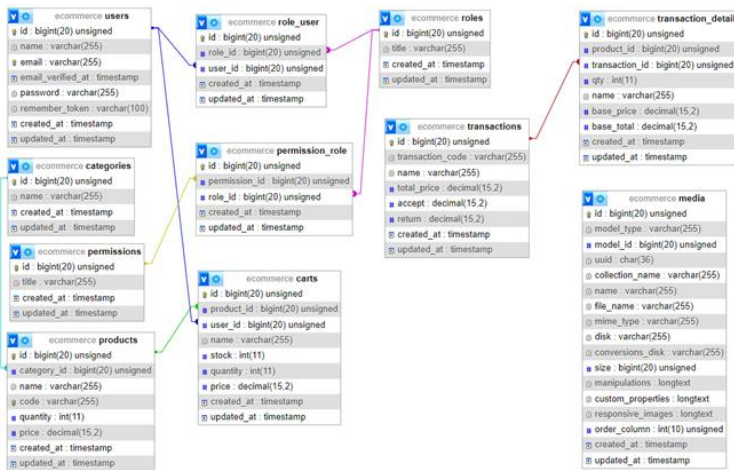 ecommerce users
id : bigint(20) unsigned
name : varchar(255)
email : varchar(255)
email_verified_at : timestamp
password : varchar(255)
remember_token : varchar(100)
created_at : timestamp
updated_at : timestamp
ecommerce categories
id : bigint(20) unsigned
name : varchar(255)
created_at : timestamp
updated_at : timestamp
ecommerce permissions
id : bigint(20) unsigned
title : varchar(255)
created_at : timestamp
updated_at : timestamp
ecommerce products
id : bigint(20) unsigned
category_id : bigint(20) unsigned
name : varchar(255)
code : varchar(255)
quantity : int(11)
price : decimal(15,2)
created_at : timestamp
updated_at : timestamp
ecommerce role_user
id : bigint(20) unsigned
role_id : bigint(20) unsigned
user_id : bigint(20) unsigned
created_at : timestamp
updated_at : timestamp
ecommerce permission_role
id : bigint(20) unsigned
permission_id : bigint(20) unsigned
role_id : bigint(20) unsigned
created_at : timestamp
updated_at : timestamp
ecommerce carts
id : bigint(20) unsigned
product_id : bigint(20) unsigned
user_id : bigint(20) unsigned
name : varchar(255)
stock : int(11)
quantity : int(11)
price : decimal(15,2)
created_at : timestamp
updated_at : timestamp
ecommerce roles
id : bigint(20) unsigned
title : varchar(255)
created_at : timestamp
updated_at : timestamp
ecommerce transactions
id : bigint(20) unsigned
transaction_code : varchar(255)
name : varchar(255)
total_price : decimal(15,2)
accept : decimal(15,2)
return : decimal(15,2)
created_at : timestamp
updated_at : timestamp
ecommerce transaction_detail
id : bigint(20) unsigned
product_id : bigint(20) unsigned
transaction_id : bigint(20) unsigned
qty : int(11)
name : varchar(255)
base_price : decimal(15,2)
base_total : decimal(15,2)
created_at : timestamp
updated_at : timestamp
ecommerce media
id : bigint(20) unsigned
model_type : varchar(255)
model_id : bigint(20) unsigned
uuid : char(36)
collection_name : varchar(255)
name : varchar(255)
file_name : varchar(255)
mime_type : varchar(255)
disk : varchar(255)
conversions_disk : varchar(255)
size : bigint(20) unsigned
manipulations : longtext
custom_properties : longtext
responsive_images : longtext
order_column : int(10) unsigned
created_at : timestamp
updated_at : timestamp